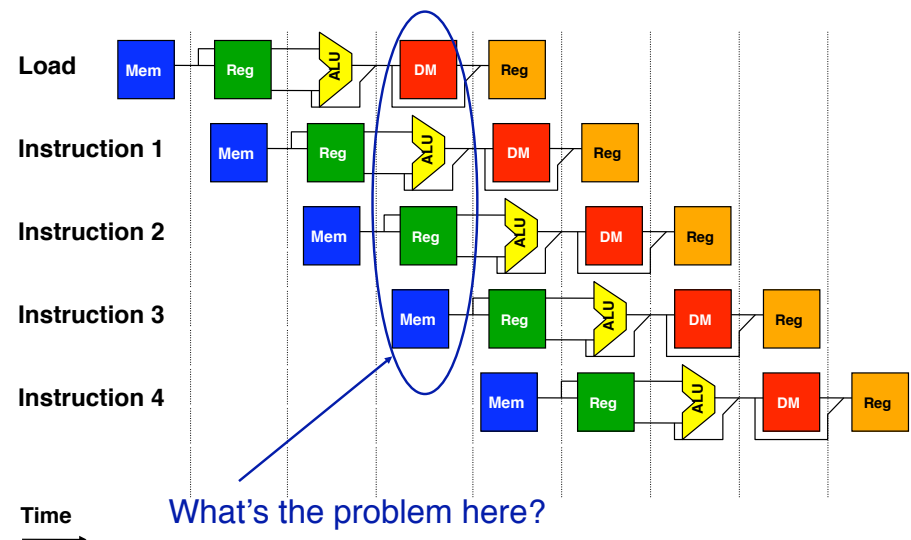 Load Mem Reg ALU DM Reg
Instruction 1 Mem Reg ALU DM Reg
Instruction 2 Mem Reg ALU DM Reg
Instruction 3 Mem Reg ALU DM Reg
Instruction 4 Mem Reg ALU DM Reg
Time What's the problem here?